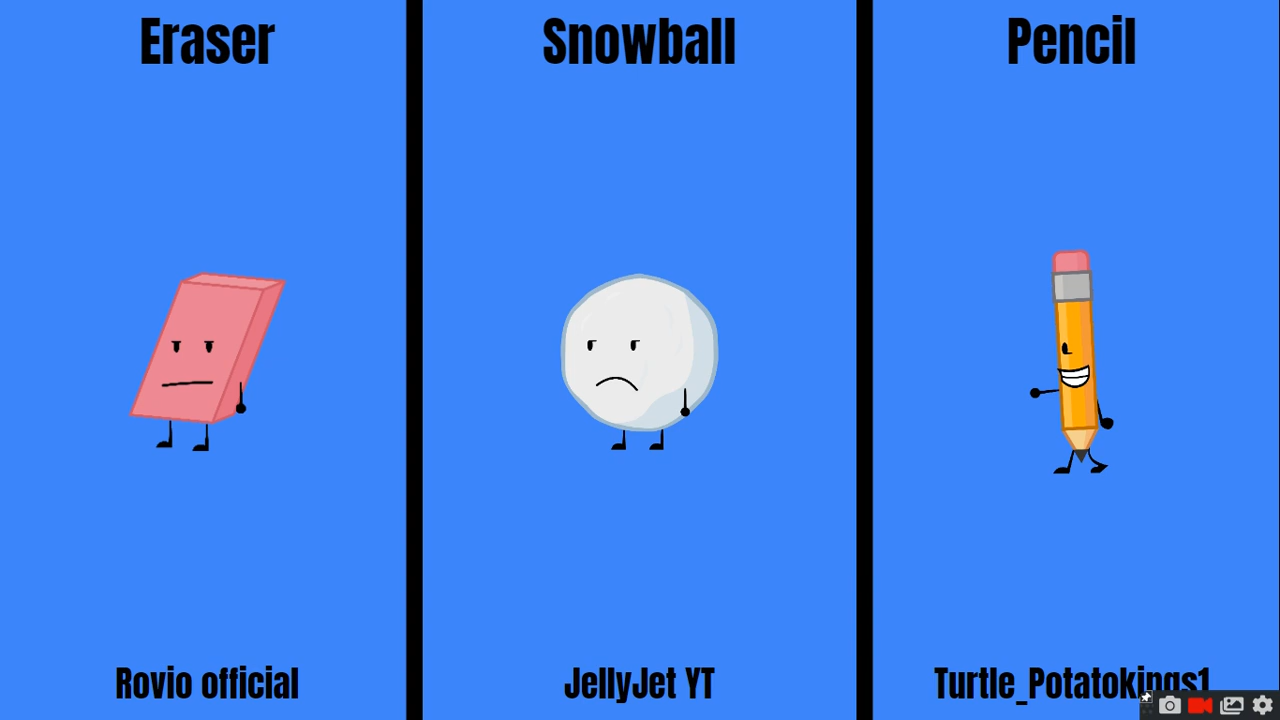 Eraser
Snowball
Pencil
Rovio official
JellyJet YT
Turtle_Potatokings1